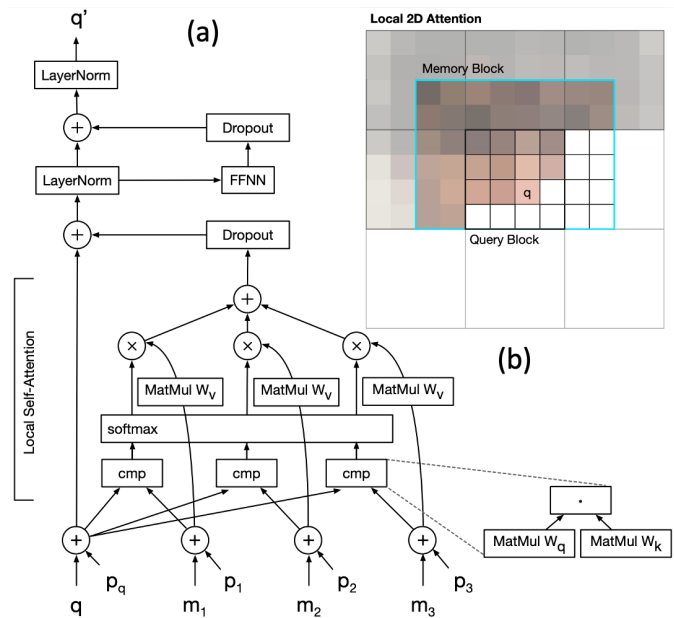 q'
(a)
LayerNorm
+
Dropout
LayerNorm
FFNN
+
Dropout
Local Self-Attention
+
×
×
×
MatMul Wv
MatMul Wv
MatMul Wv
softmax
cmp
cmp
cmp
+
+
+
+
pq
p1
p2
p3
q
m1
m2
m3
Local 2D Attention
Memory Block
q
Query Block
(b)
.
MatMul Wq
MatMul Wk